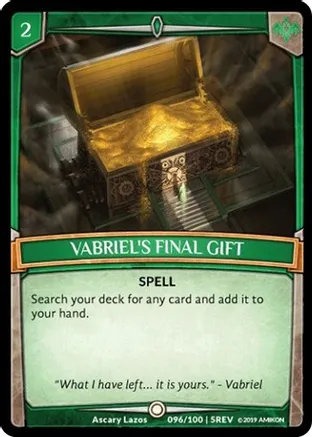 2
VABRIEL'S FINAL GIFT
SPELL
Search your deck for any card and add it to
your hand.
"What I have left... it is yours." - Vabriel
Ascary Lazos 096/100 | SREV ©2019 AMIKON